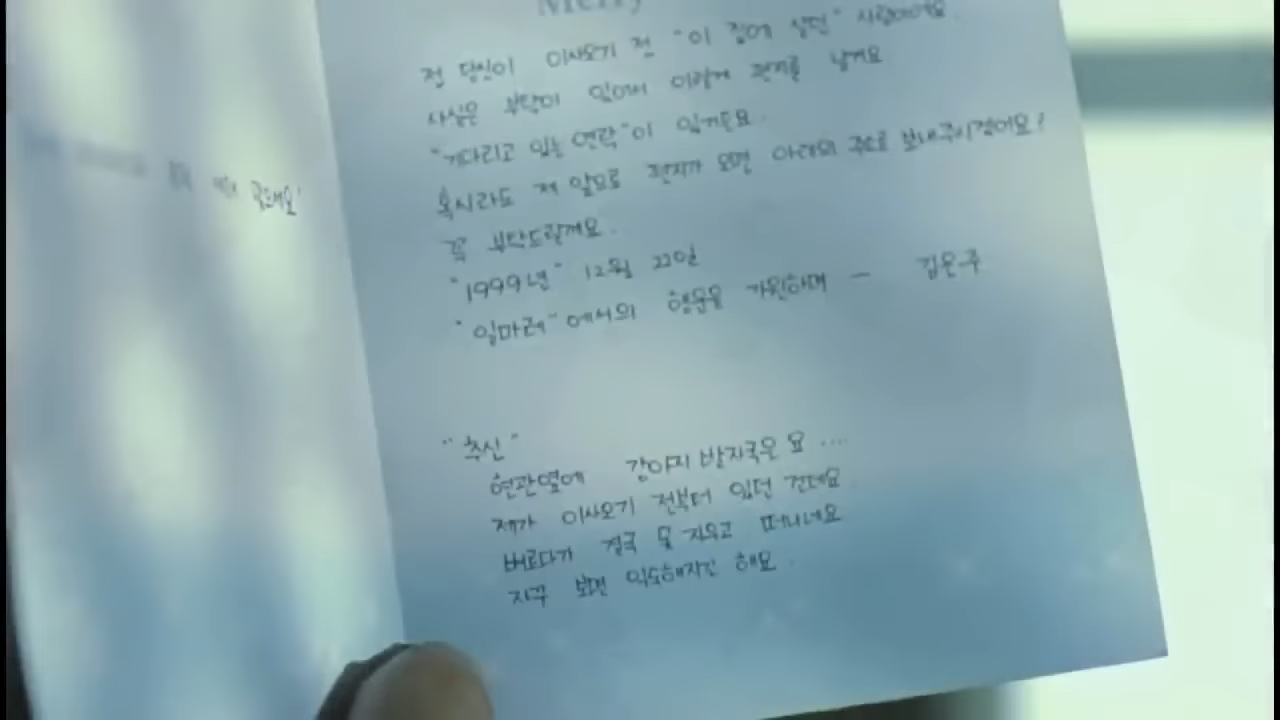 Merry
전 당신이 이사오기 전 "이 집에 살던" 사람이에요.
사실은 부탁이 있어서 이렇게 편지를 남겨요
"기다리고 있는 연락"이 있거든요.
혹시라도 제 앞으로 편지가 오면 아래의 주소로 보내주시겠어요?
꼭 부탁드릴께요.
"1999년" 12월 22일
"일마레"에서의 행운을 기원하며 - 김은주
"추신"
현관옆에 강아지 발자국은 요....
제가 이사오기 전부터 있던 건데요
벼르다가 결국 못 지우고 떠나네요
자꾸 보면 익숙해지긴 해요.